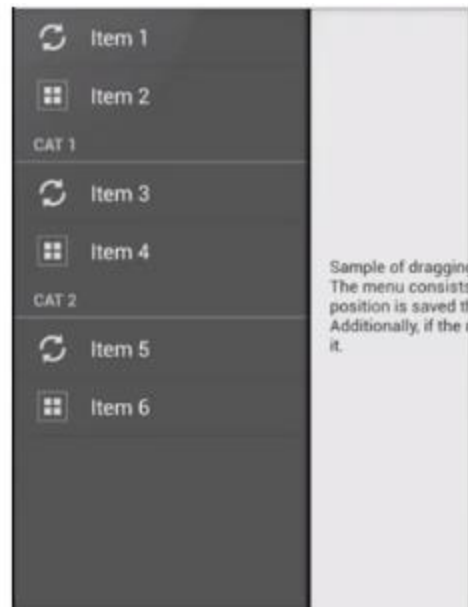 Item 1
Item 2
CAT 1
Item 3
Item 4
CAT 2
Item 5
Item 6
Sample of dragging
The menu consists
position is saved
Additionally, if the
it.